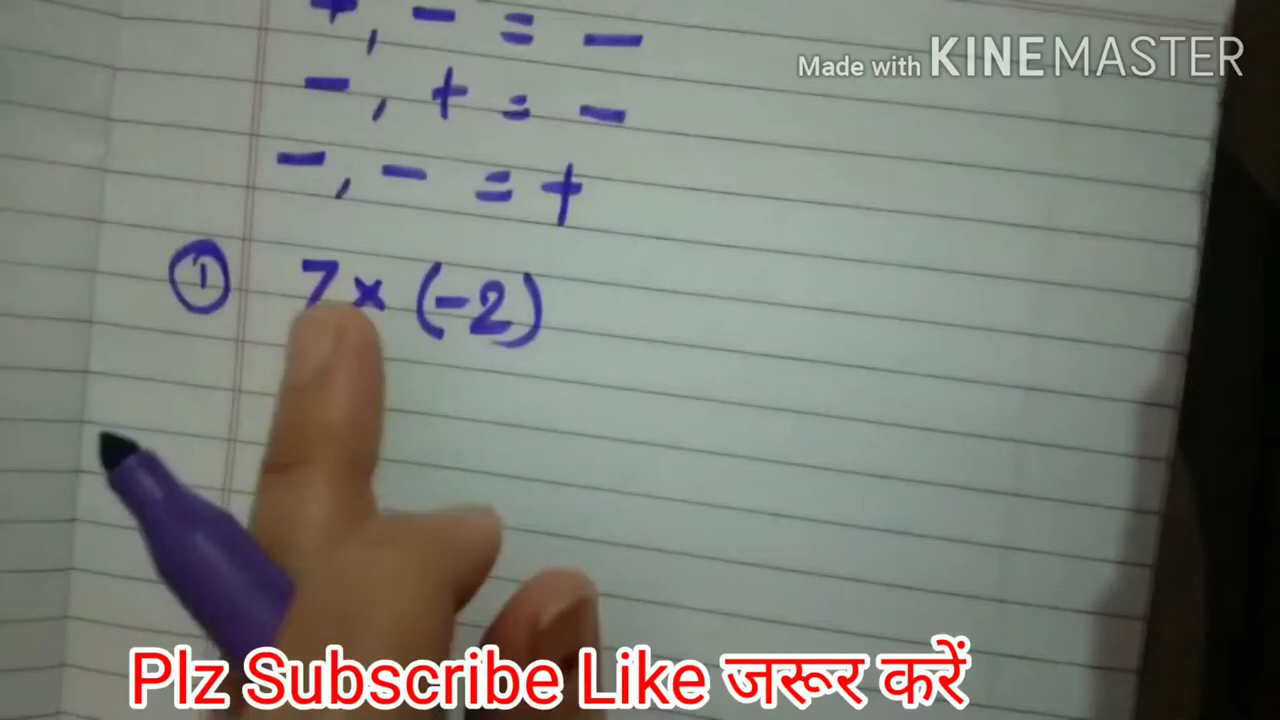 +, - = -
Made with KINEMASTER
-, + = -
-, - = +
① 7 × (-2)
Plz Subscribe Like जरूर करें